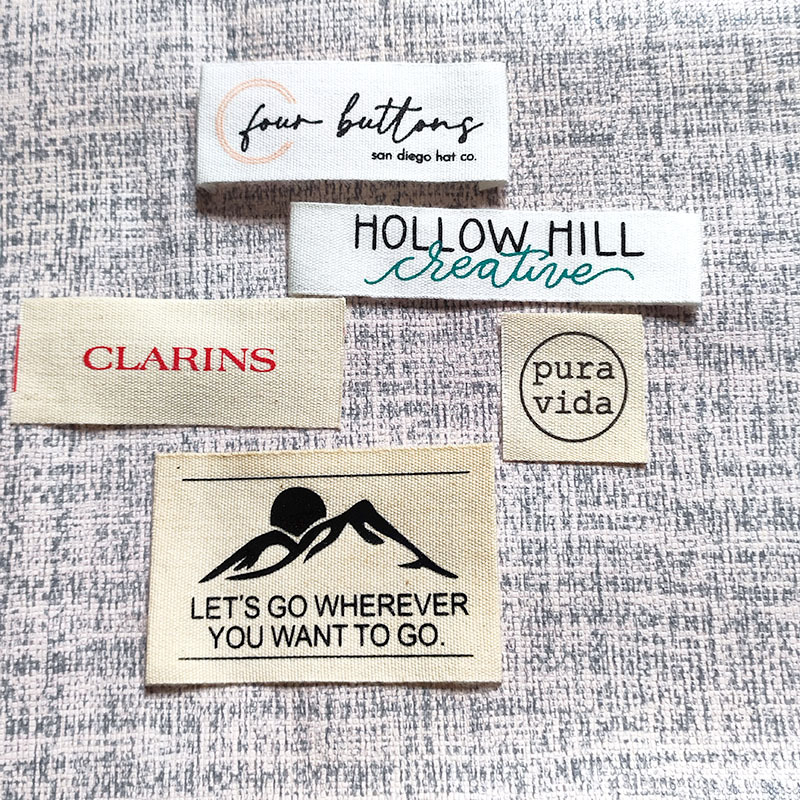 four buttons
san diego hat co.
HOLLOW HILL
creative
CLARINS
pura
vida
LET'S GO WHEREVER
YOU WANT TO GO.